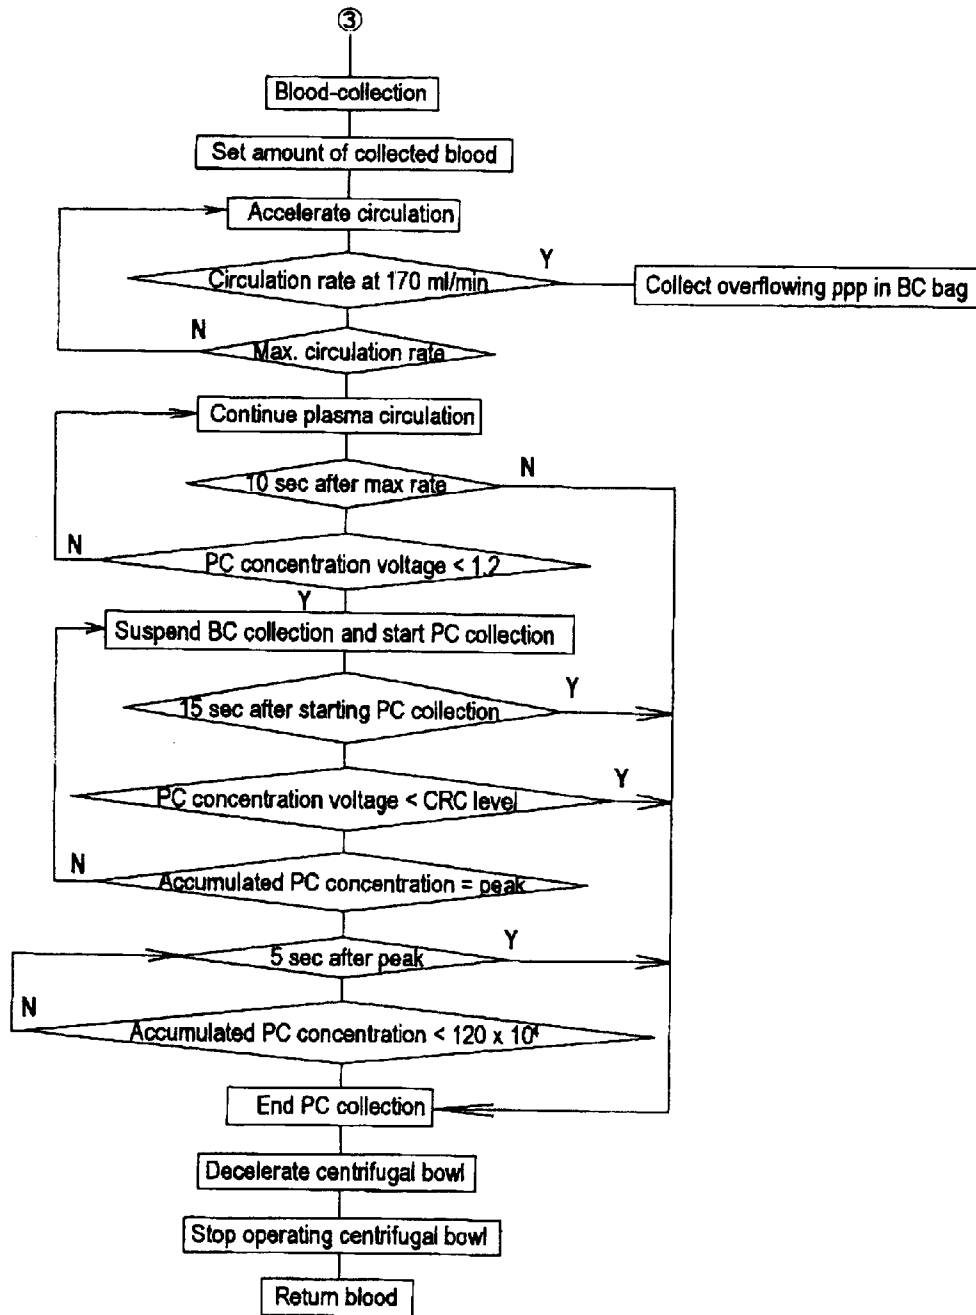 ③
Blood-collection
Set amount of collected blood
Accelerate circulation
Y
Circulation rate at 170 ml/min
Collect overflowing ppp in BC bag
N
Max. circulation rate
Continue plasma circulation
N
10 sec after max rate
N
PC concentration voltage < 1.2
Y
Suspend BC collection and start PC collection
Y
15 sec after starting PC collection
Y
PC concentration voltage < CRC level
N
Accumulated PC concentration = peak
Y
5 sec after peak
N
Accumulated PC concentration < 120 x 10⁴
End PC collection
Decelerate centrifugal bowl
Stop operating centrifugal bowl
Return blood